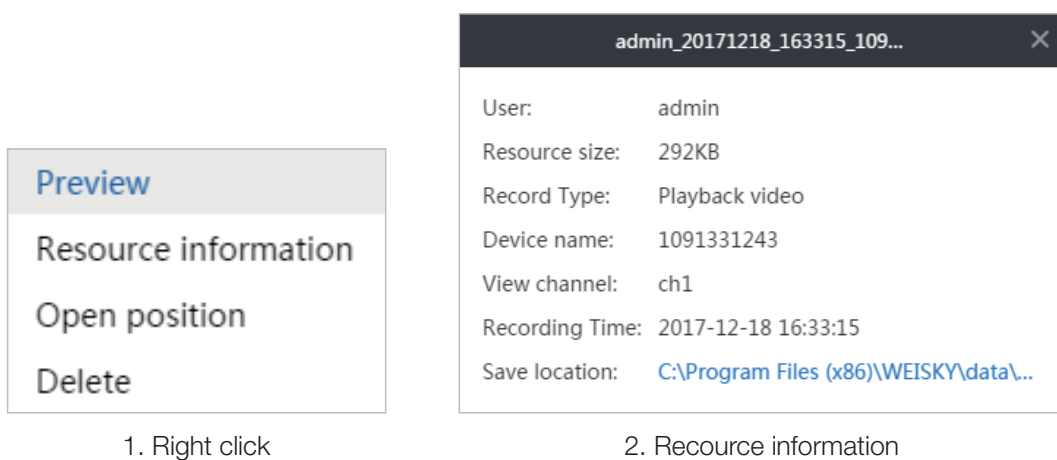 Preview
Resource information
Open position
Delete
1. Right click
admin_20171218_163315_109...
User: admin
Resource size: 292KB
Record Type: Playback video
Device name: 1091331243
View channel: ch1
Recording Time: 2017-12-18 16:33:15
Save location: C:\Program Files (x86)\WEISKY\data\...
2. Recource information